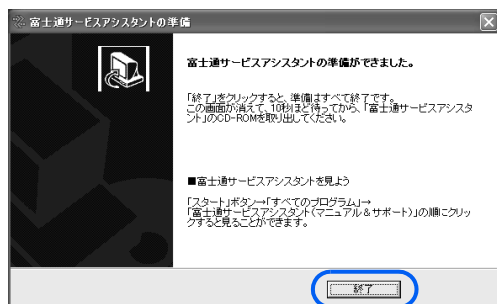 富士通サービスアシスタントの準備
富士通サービスアシスタントの準備ができました。
「終了」をクリックすると、準備はすべて終了です。
この画面が消えて、10秒ほど待ってから、「富士通サービスアシスタ
ント」のCD-ROMを取り出してください。
■富士通サービスアシスタントを見よう
「スタート」ボタン→「すべてのプログラム」→
「富士通サービスアシスタント(マニュアル&サポート)」の順にクリッ
クすると見ることができます。
終了